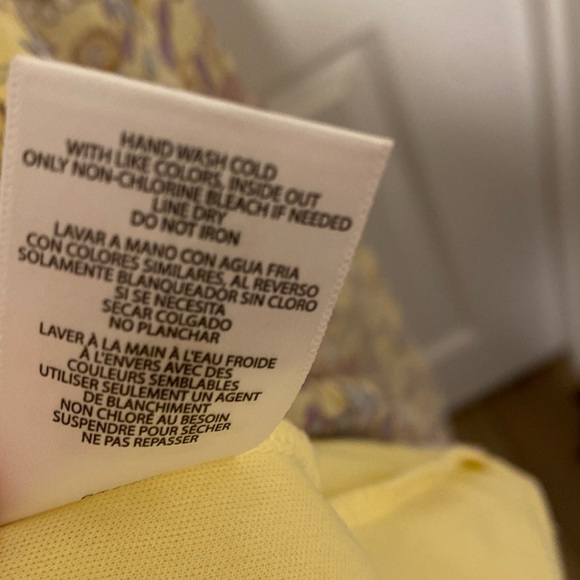 HAND WASH COLD
WITH LIKE COLORS, INSIDE OUT
ONLY NON-CHLORINE BLEACH IF NEEDED
LINE DRY
DO NOT IRON
LAVAR A MANO CON AGUA FRIA
CON COLORES SIMILARES, AL REVERSO
SOLAMENTE BLANQUEADOR SIN CLORO
SI SE NECESITA
SECAR COLGADO
NO PLANCHAR
LAVER À LA MAIN À L'EAU FROIDE
À L'ENVERS AVEC DES
COULEURS SEMBLABLES
UTILISER SEULEMENT UN AGENT
DE BLANCHIMENT
NON CHLORÉ AU BESOIN
SUSPENDRE POUR SÉCHER
NE PAS REPASSER